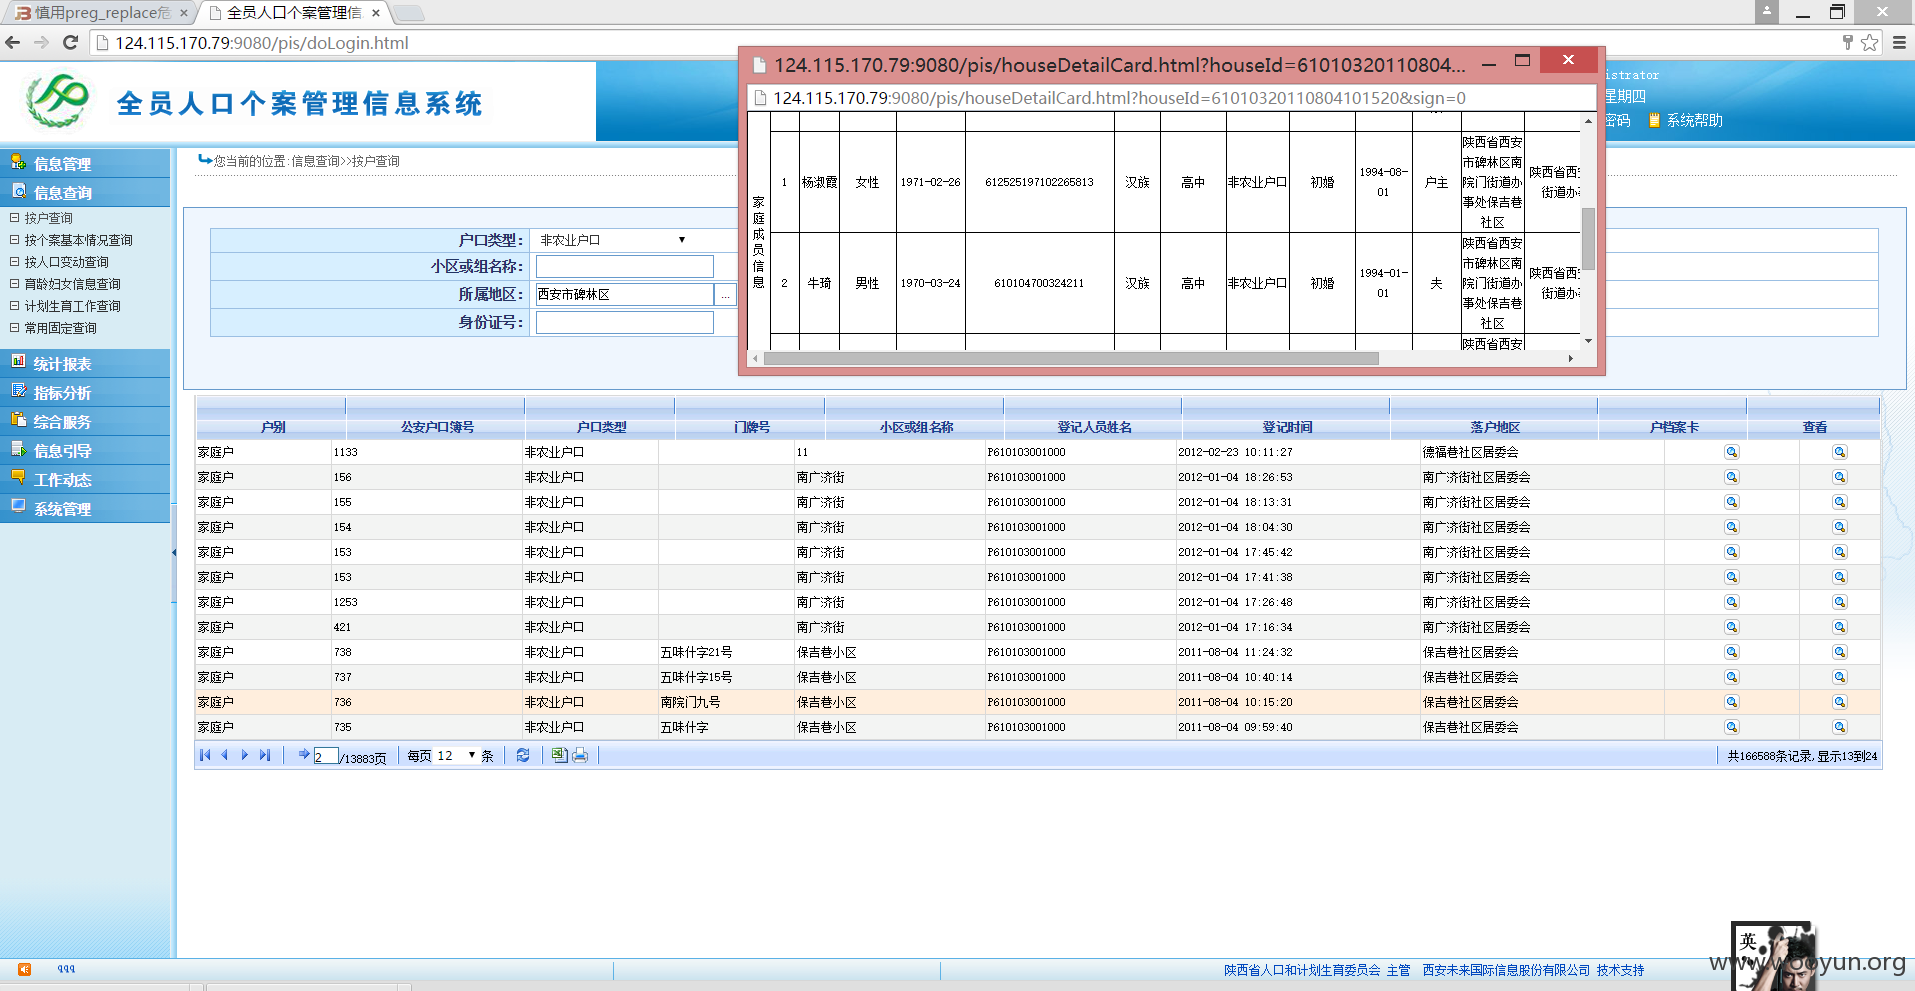 慎用preg_replace危
全员人口个案管理信
124.115.170.79:9080/pis/doLogin.html
124.115.170.79:9080/pis/houseDetailCard.html?houseId=61010320110804...
124.115.170.79:9080/pis/houseDetailCard.html?houseId=61010320110804101520&sign=0
全员人口个案管理信息系统
istrator
星期四
密码 系统帮助
信息管理
信息查询
按户查询
按个案基本情况查询
按人口变动查询
育龄妇女信息查询
计划生育工作查询
常用固定查询
统计报表
指标分析
综合服务
信息引导
工作动态
系统管理
您当前的位置:信息查询>>按户查询
户口类型: 非农业户口
小区或组名称:
所属地区: 西安市碑林区 ...
身份证号:
家庭成员信息
1 杨淑霞 女性 1971-02-26 612525197102265813 汉族 高中 非农业户口 初婚 1994-08-01 户主 陕西省西安市碑林区南院门街道办事处保吉巷社区 陕西省西安 街道办
2 牛琦 男性 1970-03-24 610104700324211 汉族 高中 非农业户口 初婚 1994-01-01 夫 陕西省西安市碑林区南院门街道办事处保吉巷社区 陕西省西安 街道办
陕西省西安
户别 公安户口簿号 户口类型 门牌号 小区或组名称 登记人员姓名 登记时间 落户地区 户档案卡 查看
家庭户 1133 非农业户口 11 P610103001000 2012-02-23 10:11:27 德福巷社区居委会
家庭户 156 非农业户口 南广济街 P610103001000 2012-01-04 18:26:53 南广济街社区居委会
家庭户 155 非农业户口 南广济街 P610103001000 2012-01-04 18:13:31 南广济街社区居委会
家庭户 154 非农业户口 南广济街 P610103001000 2012-01-04 18:04:30 南广济街社区居委会
家庭户 153 非农业户口 南广济街 P610103001000 2012-01-04 17:45:42 南广济街社区居委会
家庭户 153 非农业户口 南广济街 P610103001000 2012-01-04 17:41:38 南广济街社区居委会
家庭户 1253 非农业户口 南广济街 P610103001000 2012-01-04 17:26:48 南广济街社区居委会
家庭户 421 非农业户口 南广济街 P610103001000 2012-01-04 17:16:34 南广济街社区居委会
家庭户 738 非农业户口 五味什字21号 保吉巷小区 P610103001000 2011-08-04 11:24:32 保吉巷社区居委会
家庭户 737 非农业户口 五味什字15号 保吉巷小区 P610103001000 2011-08-04 10:40:14 保吉巷社区居委会
家庭户 736 非农业户口 南院门九号 保吉巷小区 P610103001000 2011-08-04 10:15:20 保吉巷社区居委会
家庭户 735 非农业户口 五味什字 保吉巷小区 P610103001000 2011-08-04 09:59:40 保吉巷社区居委会
2 /13883页 每页 12 条 共166588条记录,显示13到24
qqq
陕西省人口和计划生育委员会 主管 西安未来国际信息股份有限公司 技术支持
英
www.wooyun.org